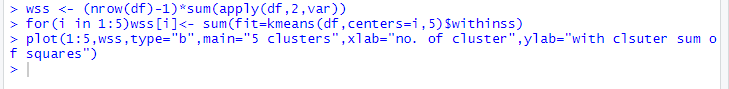 > wss <- (nrow(df)-1)*sum(apply(df,2,var))
> for(i in 1:5)wss[i]<- sum(fit=kmeans(df,centers=i,5)$withinss)
> plot(1:5,wss,type="b",main="5 clusters",xlab="no. of cluster",ylab="with clsuter sum o
f squares")
>